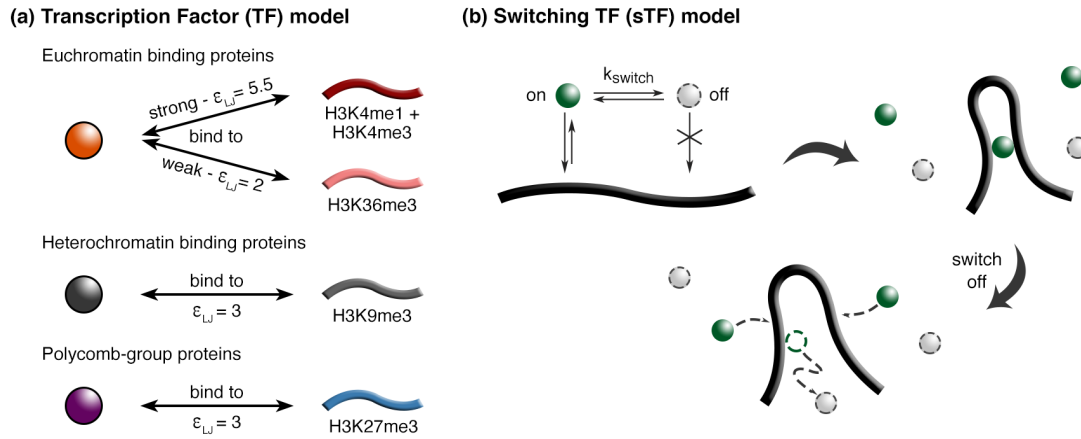 (a) Transcription Factor (TF) model
Euchromatin binding proteins
strong - εLJ= 5.5
bind to
weak - εLJ= 2
H3K4me1 +
H3K4me3
H3K36me3
Heterochromatin binding proteins
bind to
εLJ= 3
H3K9me3
Polycomb-group proteins
bind to
εLJ= 3
H3K27me3
(b) Switching TF (sTF) model
kswitch
on
off
switch
off